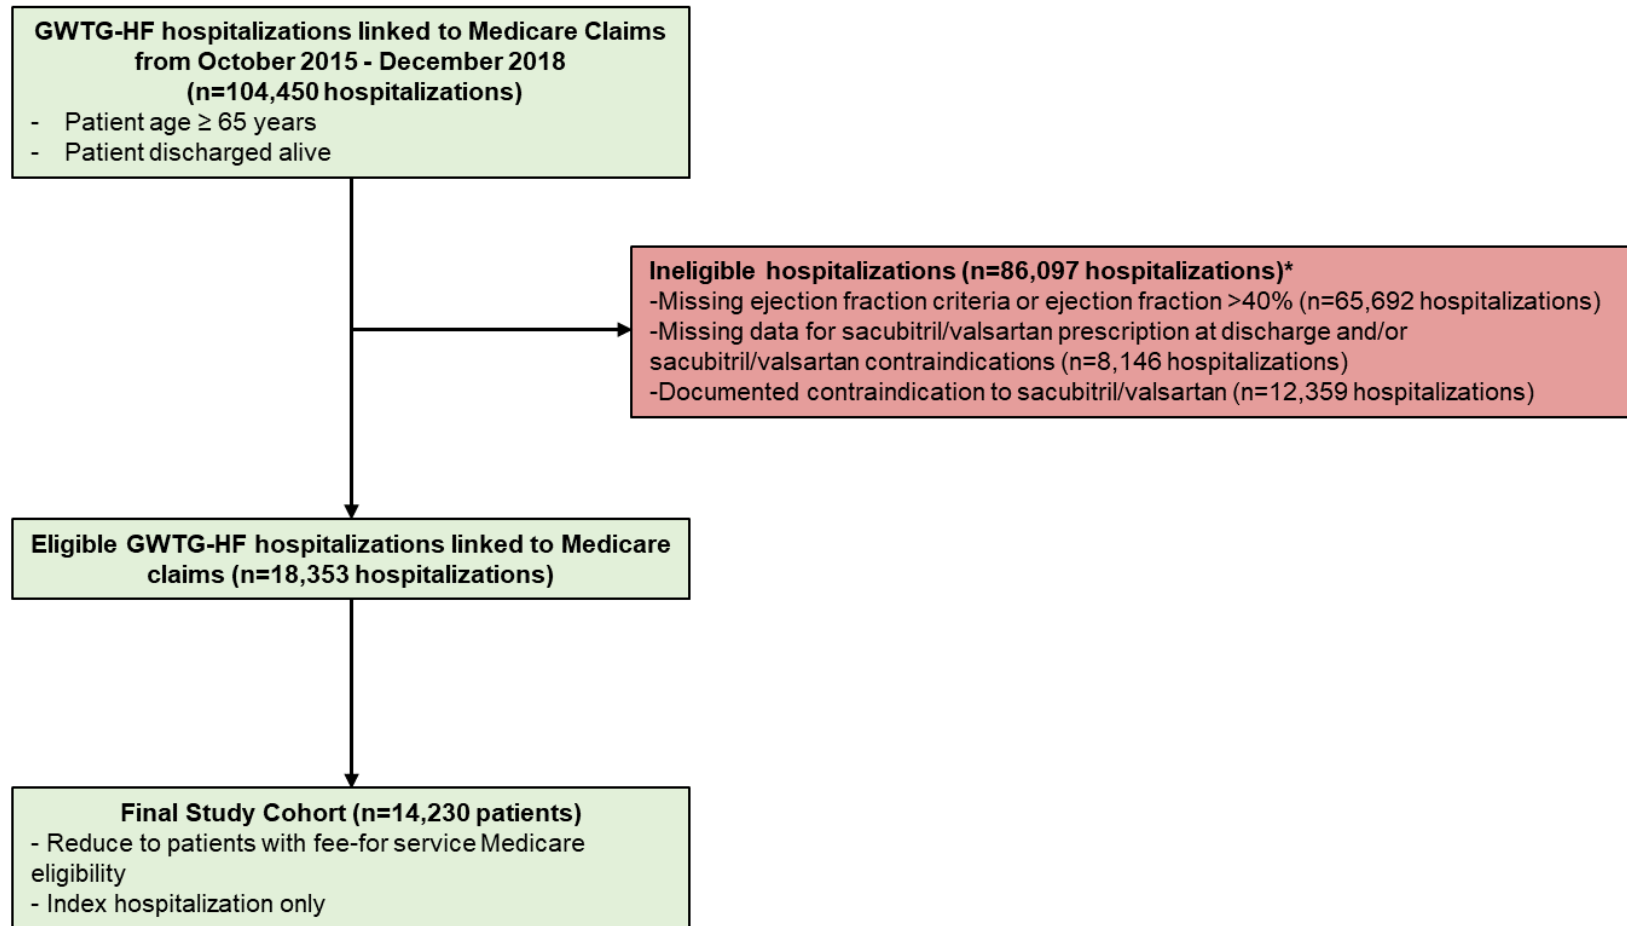 GWTG-HF hospitalizations linked to Medicare Claims
from October 2015 - December 2018
(n=104,450 hospitalizations)
- Patient age ≥ 65 years
- Patient discharged alive
Ineligible hospitalizations (n=86,097 hospitalizations)*
-Missing ejection fraction criteria or ejection fraction >40% (n=65,692 hospitalizations)
-Missing data for sacubitril/valsartan prescription at discharge and/or
sacubitril/valsartan contraindications (n=8,146 hospitalizations)
-Documented contraindication to sacubitril/valsartan (n=12,359 hospitalizations)
Eligible GWTG-HF hospitalizations linked to Medicare
claims (n=18,353 hospitalizations)
Final Study Cohort (n=14,230 patients)
- Reduce to patients with fee-for service Medicare
eligibility
- Index hospitalization only